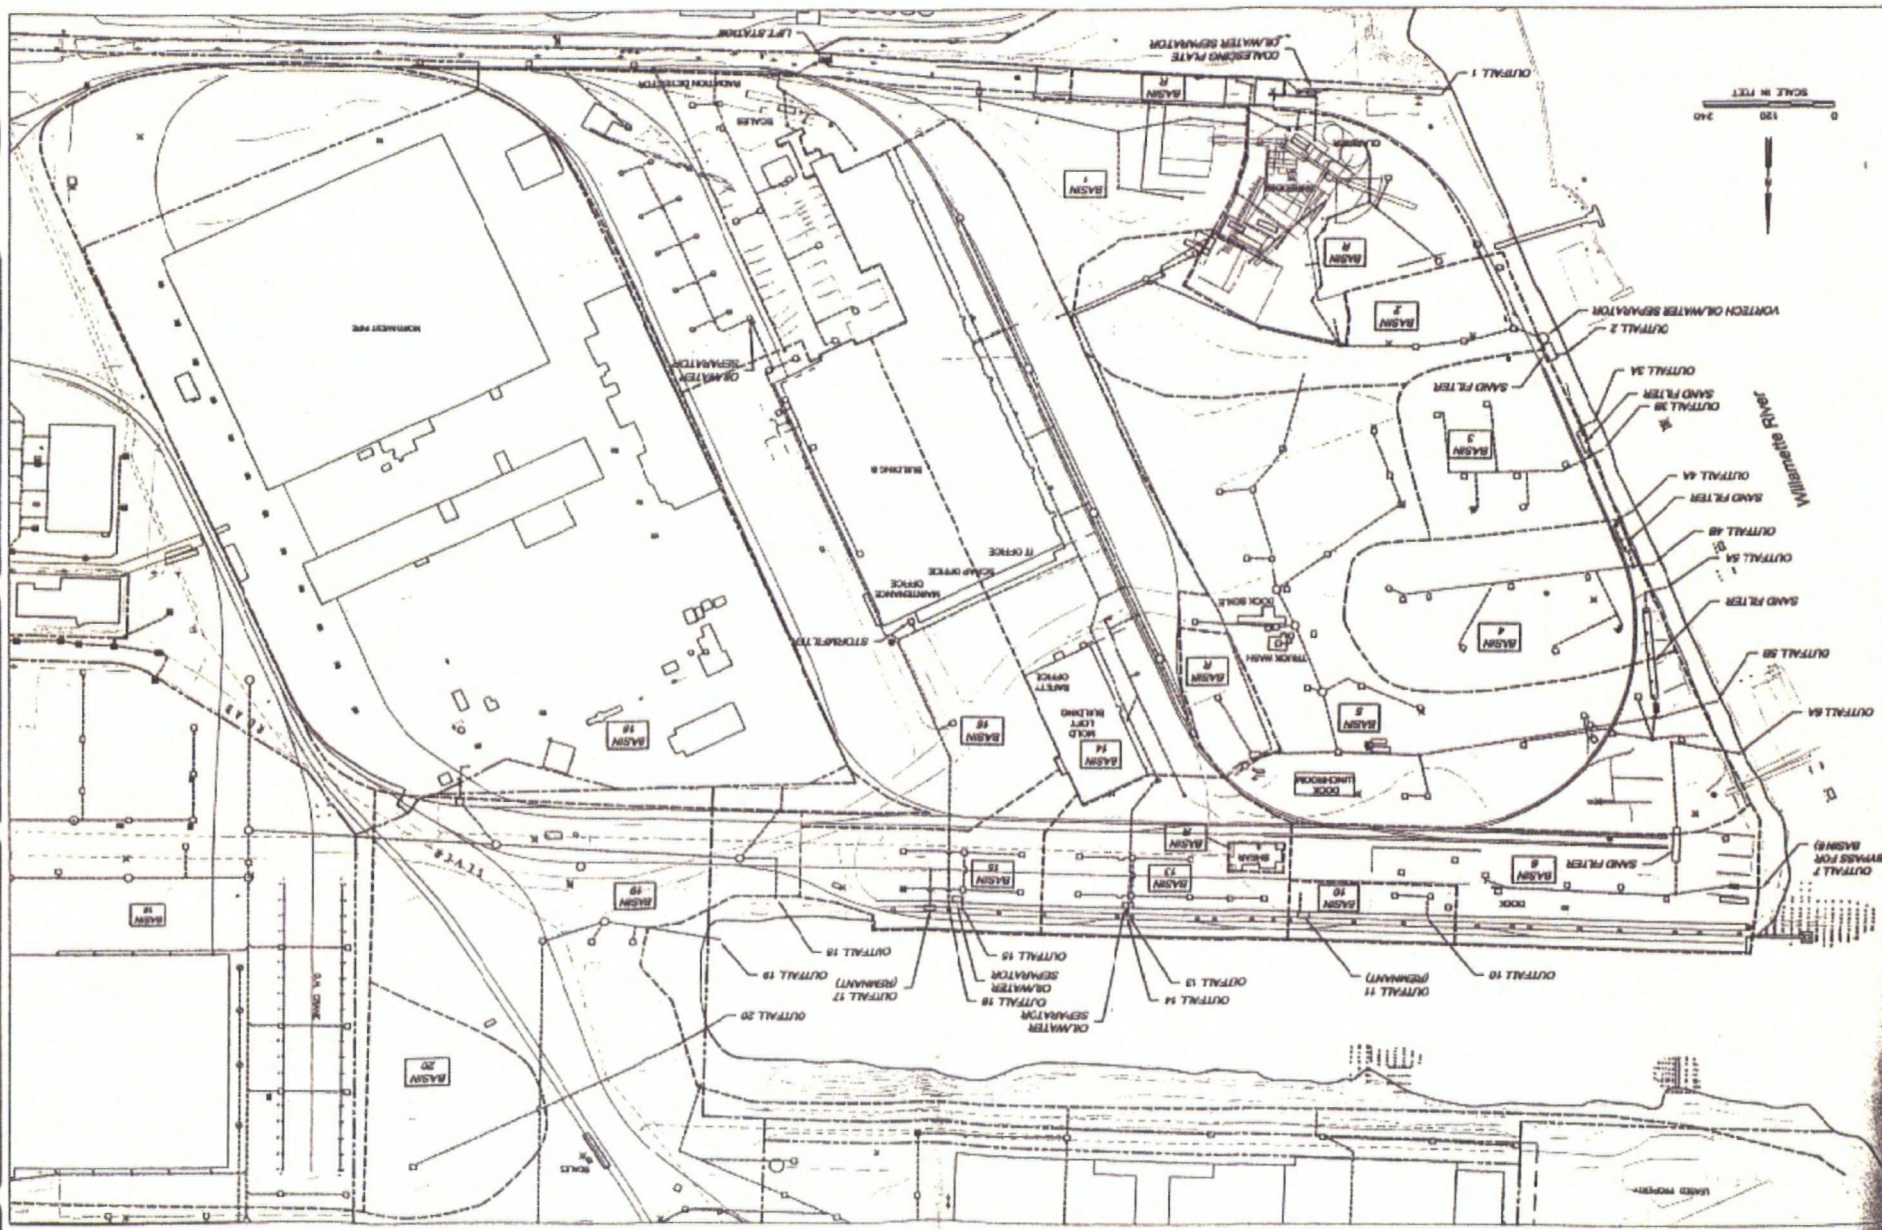 LEASED PROPERTY
SCALES
BASIN
20
OUTFALL 20
OUTFALL 10
OUTFALL 11
(REMNANT)
OUTFALL 13
OUTFALL 14
OIL/WATER
SEPARATOR
OUTFALL 15
OIL/WATER
SEPARATOR
OUTFALL 17
(REMNANT)
OUTFALL 18
OUTFALL 19
BASIN
OUTFALL 7
BYPASS FOR
BASIN 6)
DOCK
SAND FILTER
BASIN
BASIN
10
SHEAR
BASIN
R
BASIN
13
BASIN
15
BASIN
19
SLVER
ROAD
OUTFALL 6A
OUTFALL 5B
DOCK
LUNCHROOM
BASIN
5
BASIN
14
MOLD
LOFT
BUILDING
SAFETY
OFFICE
BASIN
BASIN
SAND FILTER
OUTFALL 5A
OUTFALL 4B
SAND FILTER
OUTFALL 4A
BASIN
4
TRUCK WASH
DOCK SCALE
BASIN
R
STORMFILTER
MAINTENANCE
OFFICE
SCRAP OFFICE
IT OFFICE
Willamette River
OUTFALL 3B
SAND FILTER
OUTFALL 3A
BASIN
3
SAND FILTER
OUTFALL 2
VORTECH OIL/WATER SEPARATOR
BASIN
2
BUILDING B
OIL/WATER
SEPARATOR
NORTHWEST PIPE
BASIN
R
BASIN
1
CLARIFIER
SCALES
RADIATION DETECTOR
0 120 240
SCALE IN FEET
OUTFALL 1
BASIN
R
COALESCING PLATE
OIL/WATER SEPARATOR
LIFT STATION